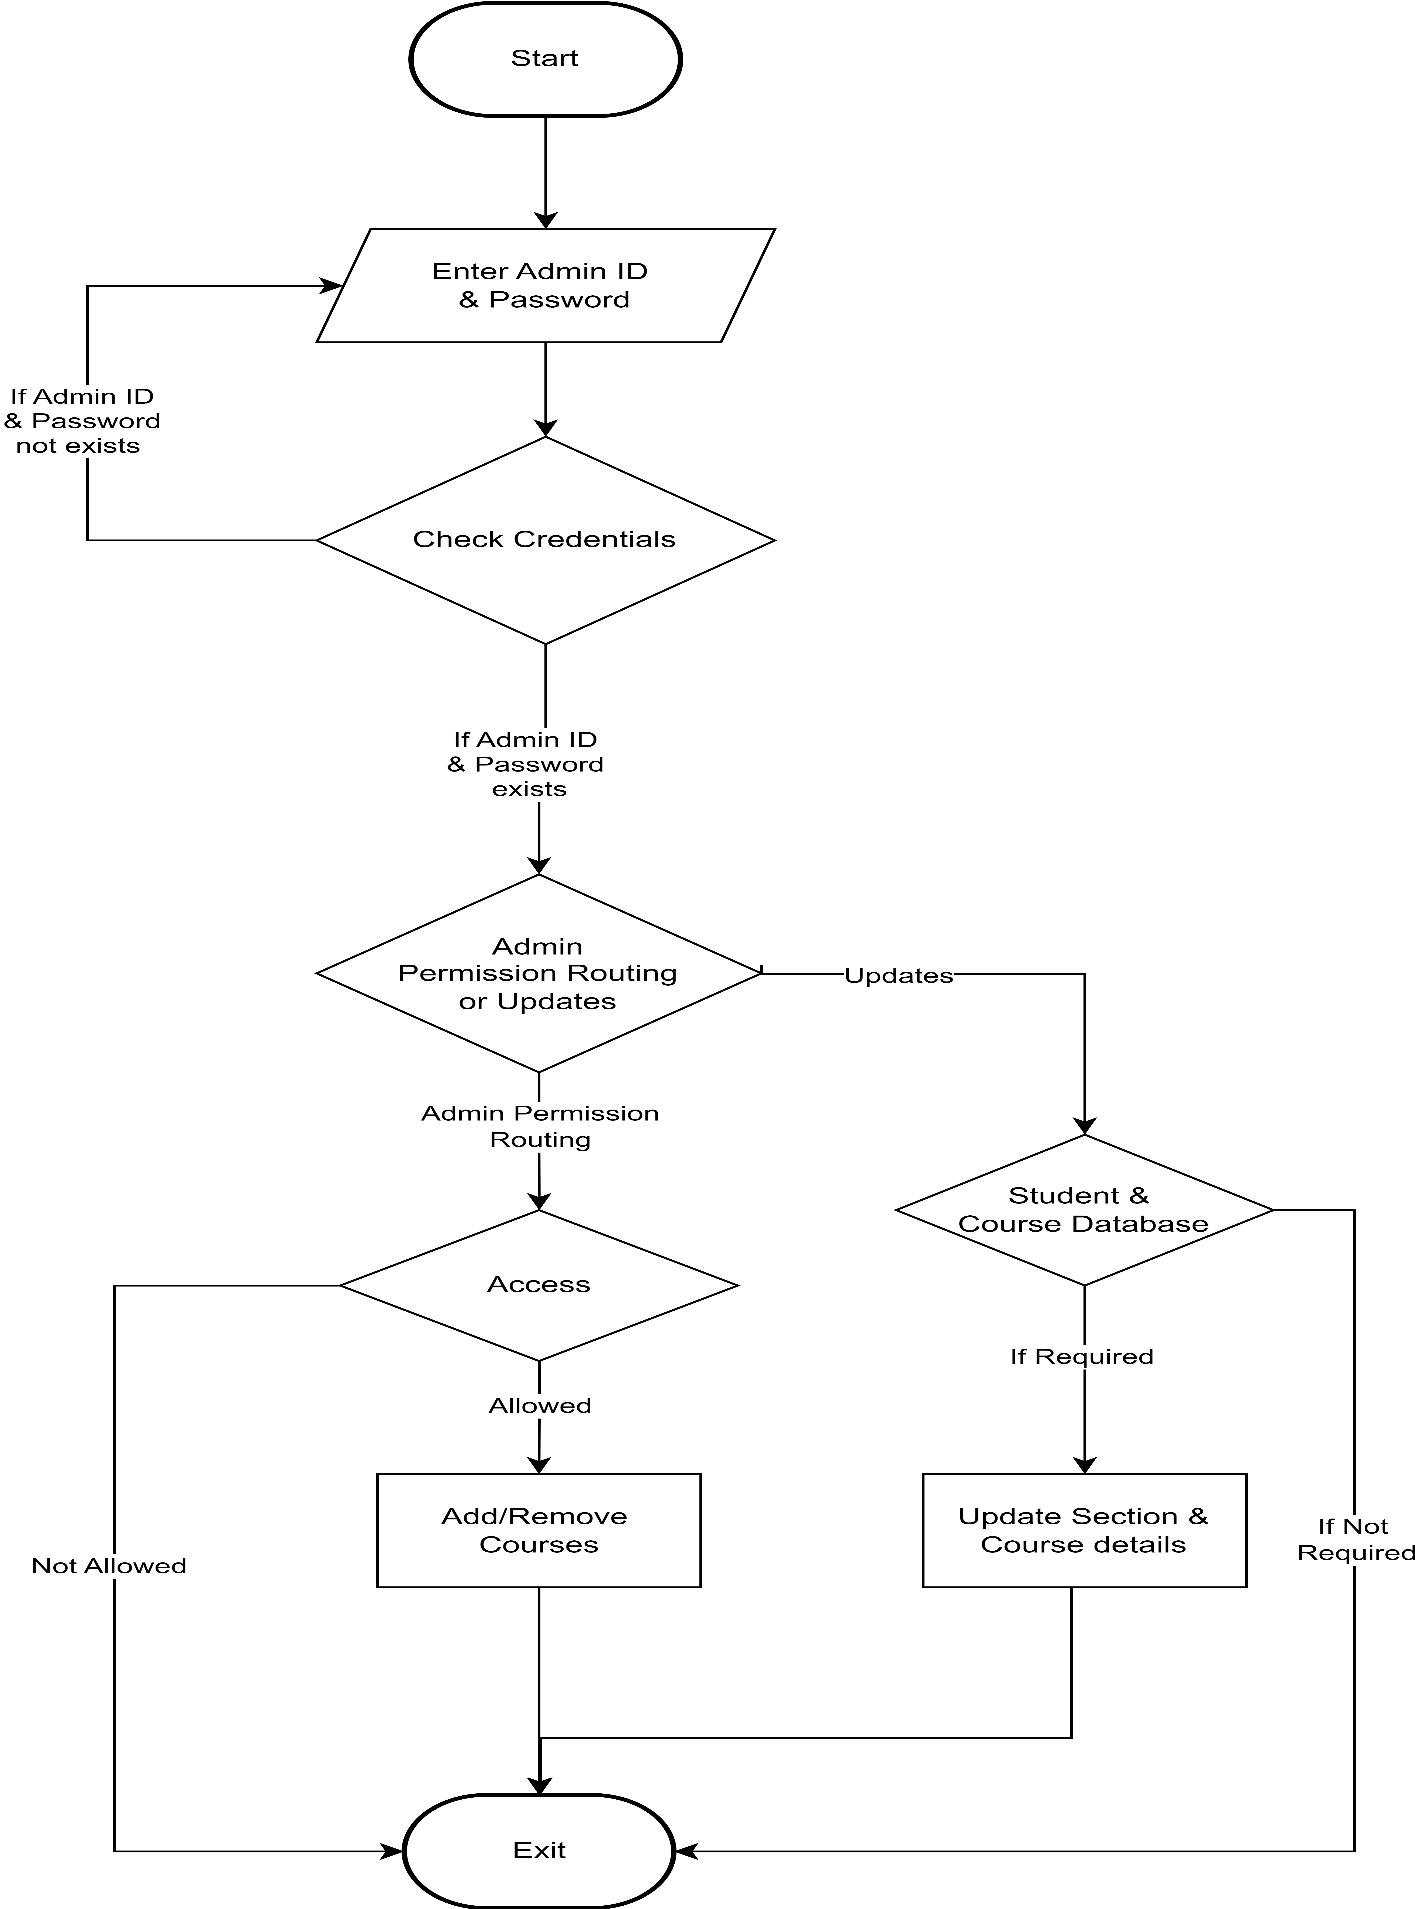 Start
Enter Admin ID
& Password
If Admin ID
& Password
not exists
Check Credentials
If Admin ID
& Password
exists
Admin
Permission Routing
or Updates
Updates
Admin Permission
Routing
Student &
Course Database
Access
If Required
Allowed
Add/Remove
Courses
Update Section &
Course details
If Not
Required
Not Allowed
Exit